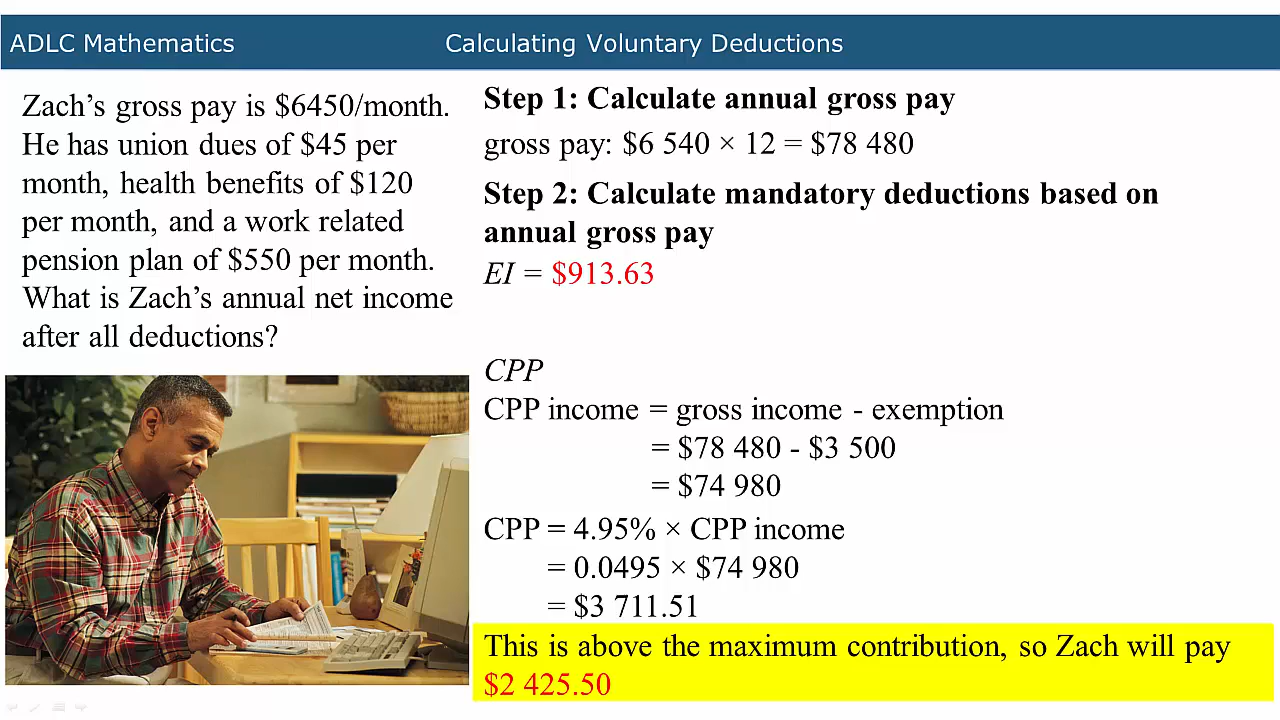 ADLC Mathematics
Calculating Voluntary Deductions
Zach's gross pay is $6450/month.
He has union dues of $45 per
month, health benefits of $120
per month, and a work related
pension plan of $550 per month.
What is Zach's annual net income
after all deductions?
Step 1: Calculate annual gross pay
gross pay: $6 540 × 12 = $78 480
Step 2: Calculate mandatory deductions based on
annual gross pay
EI = $913.63
CPP
CPP income = gross income - exemption
= $78 480 - $3 500
= $74 980
CPP = 4.95% × CPP income
= 0.0495 × $74 980
= $3 711.51
This is above the maximum contribution, so Zach will pay
$2 425.50